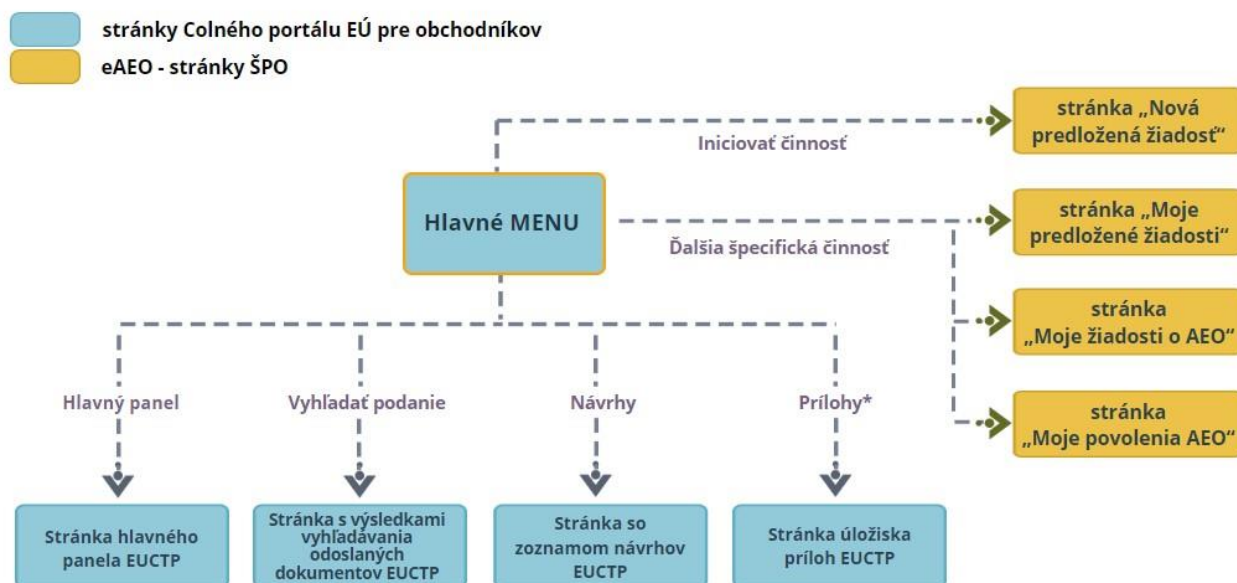 stránky Colného portálu EÚ pre obchodníkov
eAEO - stránky ŠPO
stránka „Nová
predložená žiadosť“
Iniciovať činnosť
Hlavné MENU
stránka „Moje
predložené žiadosti“
Ďalšia špecifická činnosť
stránka
„Moje žiadosti o AEO“
stránka
„Moje povolenia AEO“
Hlavný panel
Vyhľadať podanie
Návrhy
Prílohy*
Stránka hlavného
panela EUCTP
Stránka s výsledkami
vyhľadávania
odoslaných
dokumentov EUCTP
Stránka so
zoznamom návrhov
EUCTP
Stránka úložiska
príloh EUCTP